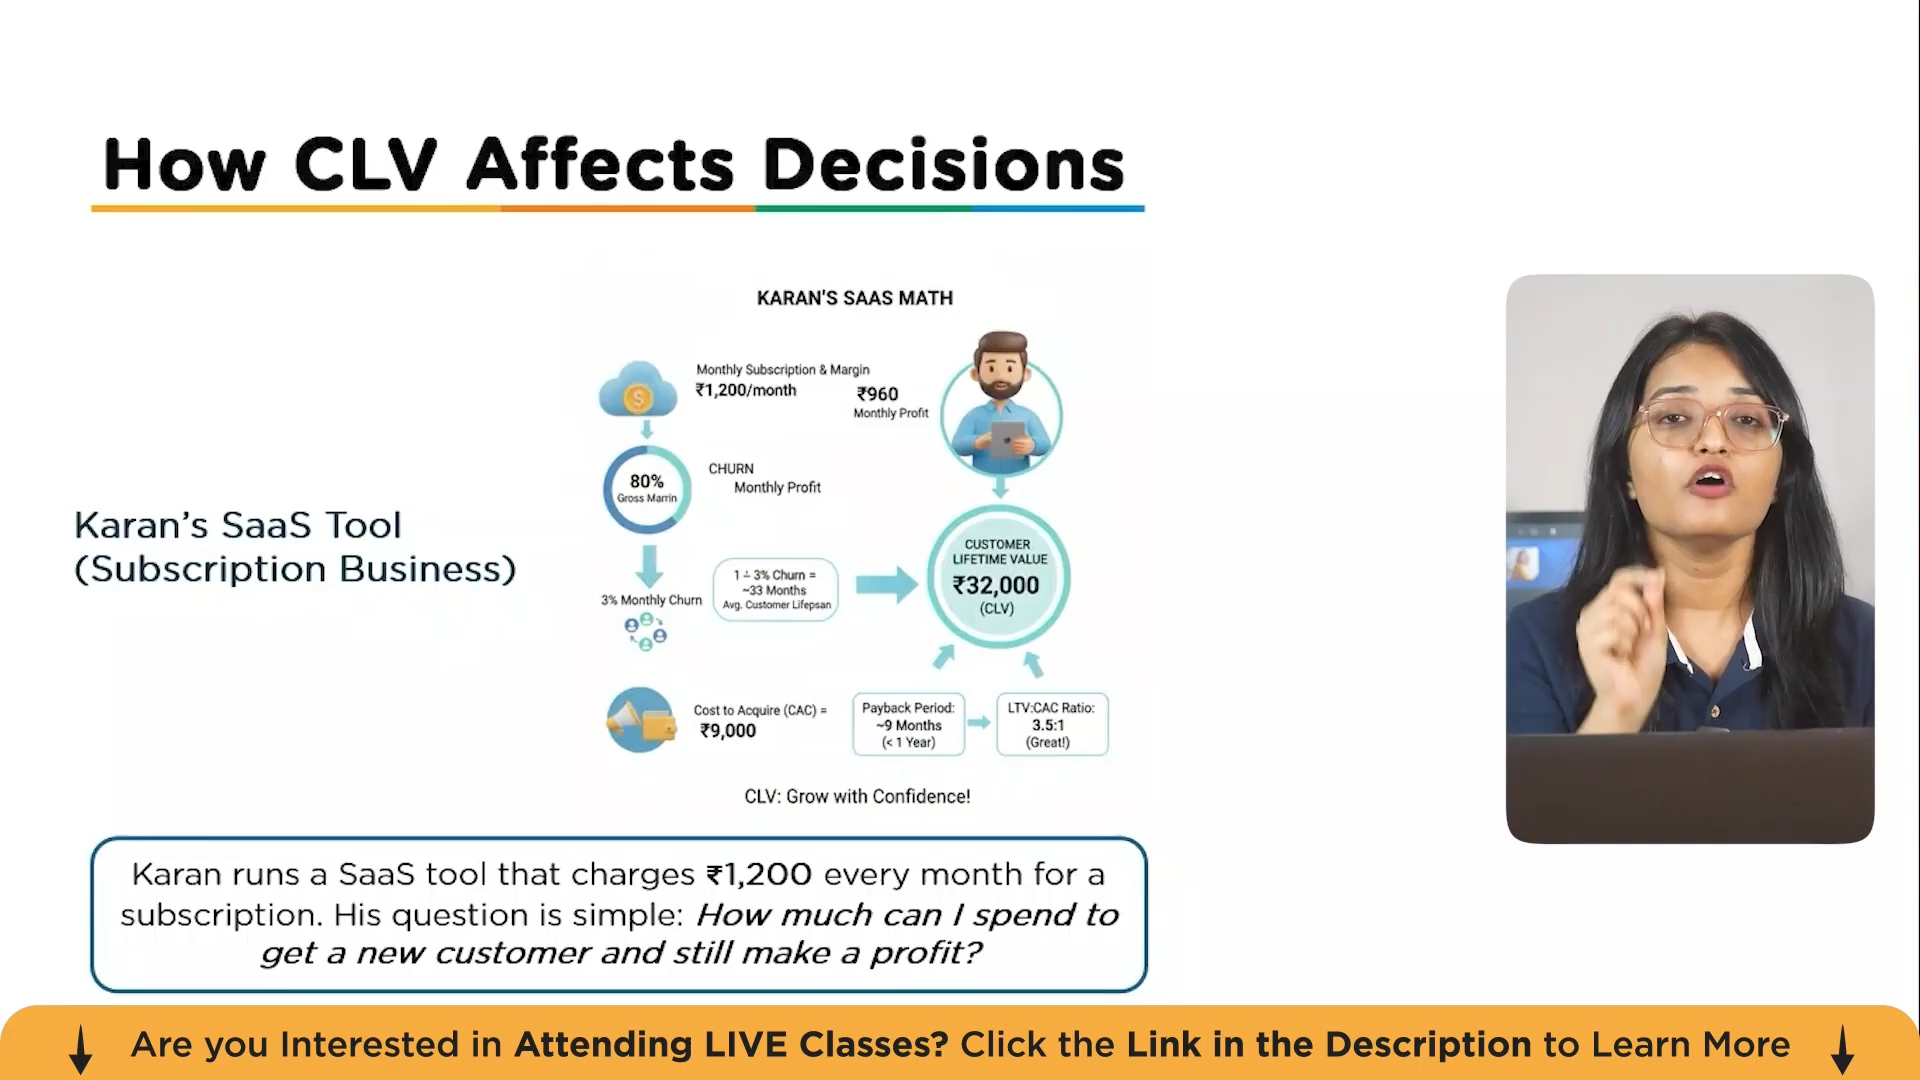 How CLV Affects Decisions
KARAN'S SAAS MATH
Monthly Subscription & Margin
₹1,200/month
₹960
Monthly Profit
80%
Gross Marrin
CHURN
Monthly Profit
Karan's SaaS Tool
(Subscription Business)
3% Monthly Churn
1 ∸ 3% Churn =
~33 Months
Avg. Customer Lifepsan
CUSTOMER
LIFETIME VALUE
₹32,000
(CLV)
Cost to Acquire (CAC) =
₹9,000
Payback Period:
~9 Months
(< 1 Year)
LTV:CAC Ratio:
3.5:1
(Great!)
CLV: Grow with Confidence!
Karan runs a SaaS tool that charges ₹1,200 every month for a
subscription. His question is simple: How much can I spend to
get a new customer and still make a profit?
Are you Interested in Attending LIVE Classes? Click the Link in the Description to Learn More